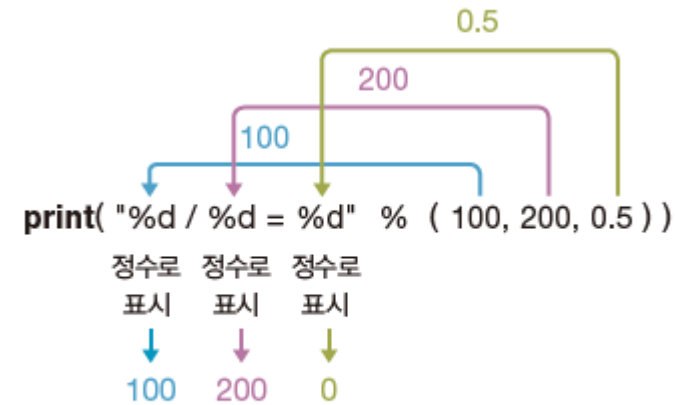 0.5
200
100
print( "%d / %d = %d" % ( 100, 200, 0.5 ) )
정수로 정수로 정수로
표시 표시 표시
100 200 0